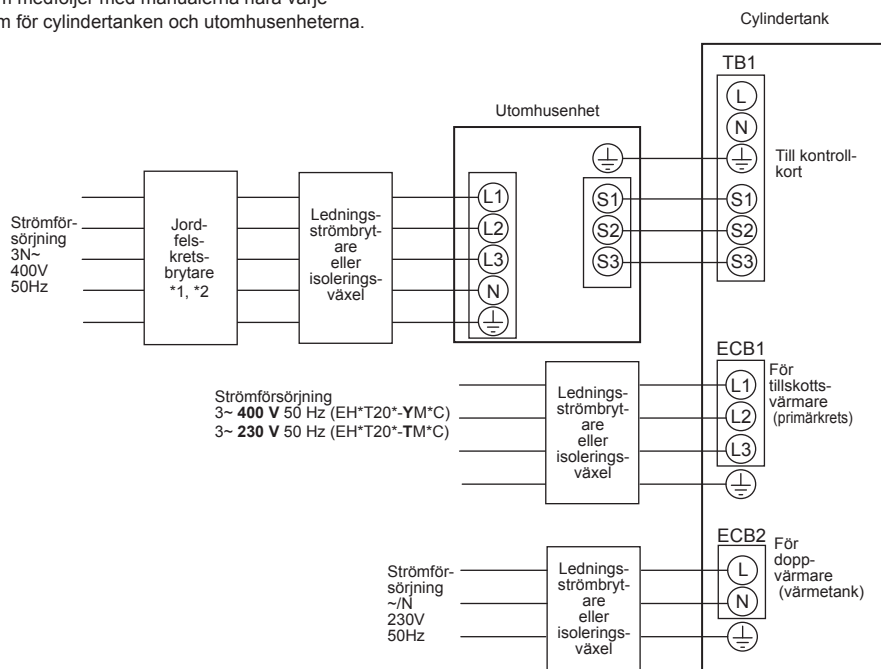 medföljer med manualerna nära varje
för cylindertanken och utomhusenheterna.
Cylindertank
TB1
L
N
Till kontroll-
kort
S1
S2
S3
Utomhusenhet
S1
S2
S3
L1
L2
L3
N
Strömför-
sörjning
3N~
400V
50Hz
Jord-
fels-
krets-
brytare
*1, *2
Lednings-
strömbryt-
are
eller
isolerings-
växel
ECB1
L1
L2
L3
För
tillskotts-
värmare
(primärkrets)
Strömförsörjning
3~ 400 V 50 Hz (EH*T20*-YM*C)
3~ 230 V 50 Hz (EH*T20*-TM*C)
Lednings-
strömbryt-
are
eller
isolerings-
växel
ECB2
L
N
För
dopp-
värmare
(värmetank)
Strömför-
sörjning
~/N
230V
50Hz
Lednings-
strömbryt-
are
eller
isolerings-
växel